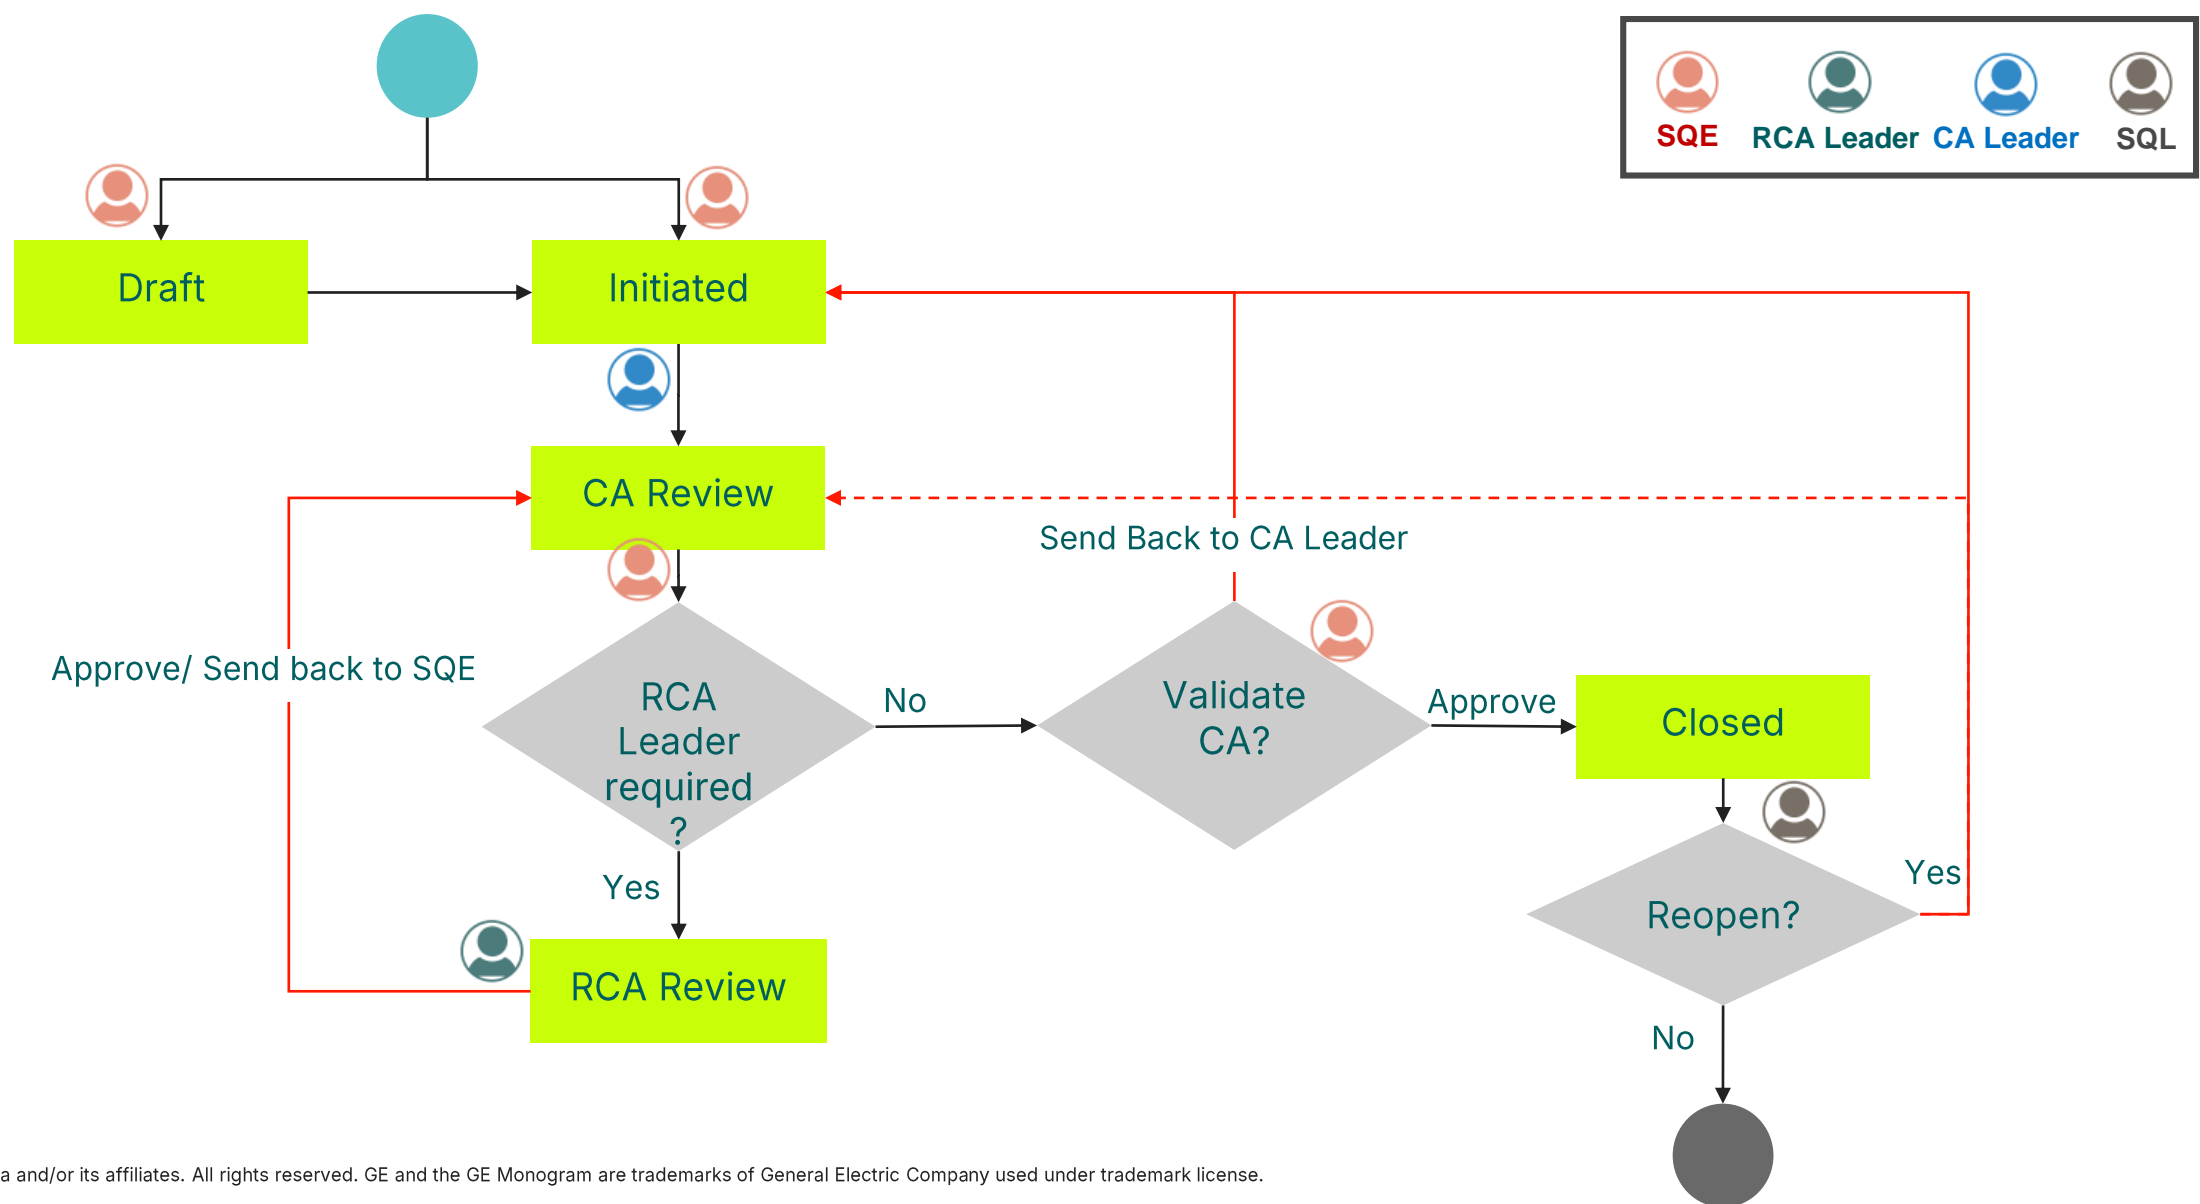 SQE
RCA Leader
CA Leader
SQL
Draft
Initiated
CA Review
Send Back to CA Leader
Approve/ Send back to SQE
RCA
Leader
required
?
No
Validate
CA?
Approve
Closed
Yes
Yes
Reopen?
RCA Review
No
a and/or its affiliates. All rights reserved. GE and the GE Monogram are trademarks of General Electric Company used under trademark license.